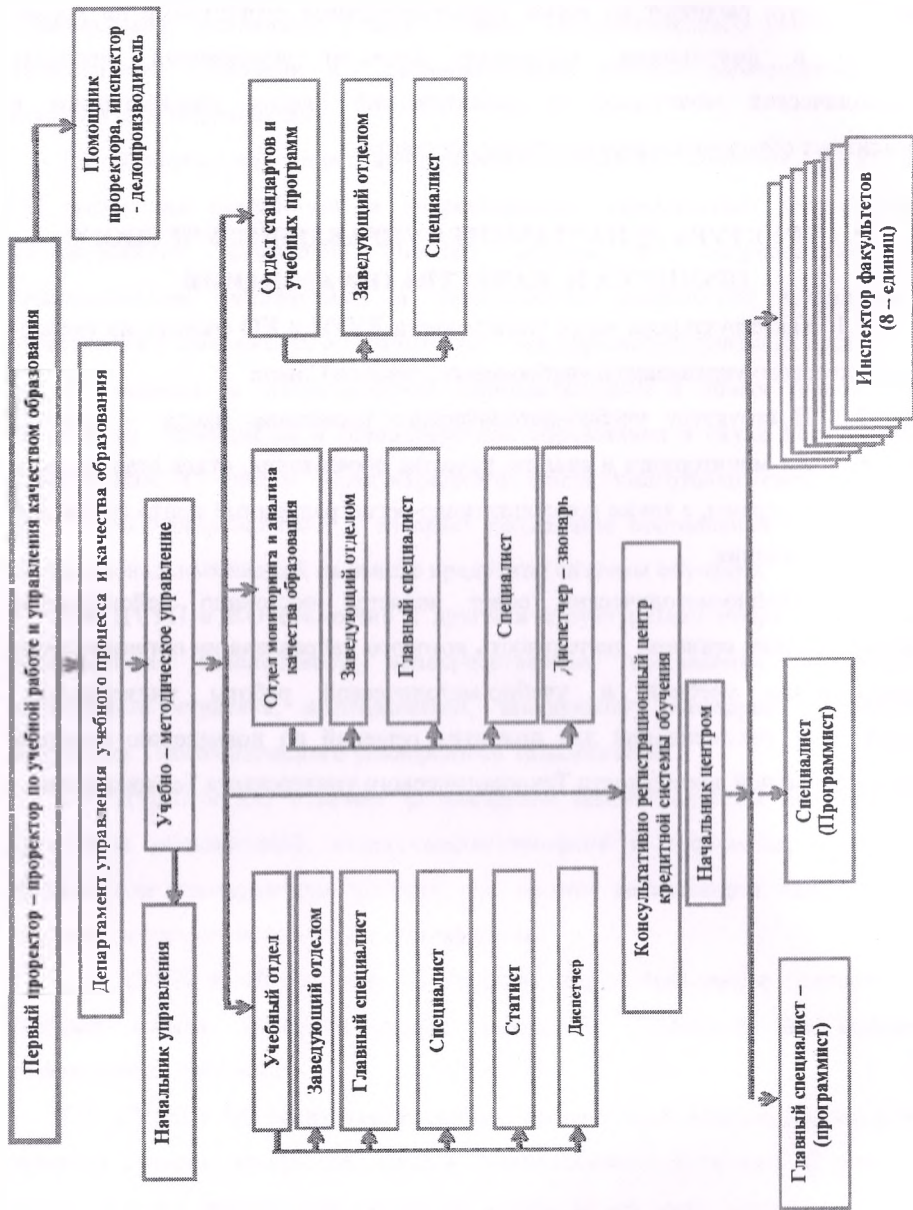 Первый проректор – проректор по учебной работе и управления качеством образования
Помощник
проректора, инспектор
- делопроизводитель
Департамент управления учебного процесса и качества образования
Учебно – методическое управление
Начальник управления
Учебный отдел
Заведующий отделом
Главный специалист
Специалист
Статист
Диспетчер
Отдел мониторинга и анализа
качества образования
Заведующий отделом
Главный специалист
Специалист
Диспетчер – звонарь
Отдел стандартов и
учебных программ
Заведующий отделом
Специалист
Консультативно регистрационный центр
кредитной системы обучения
Начальник центром
Главный специалист –
(программист)
Специалист
(Программист)
Инспектор факультетов
(8 – единиц)